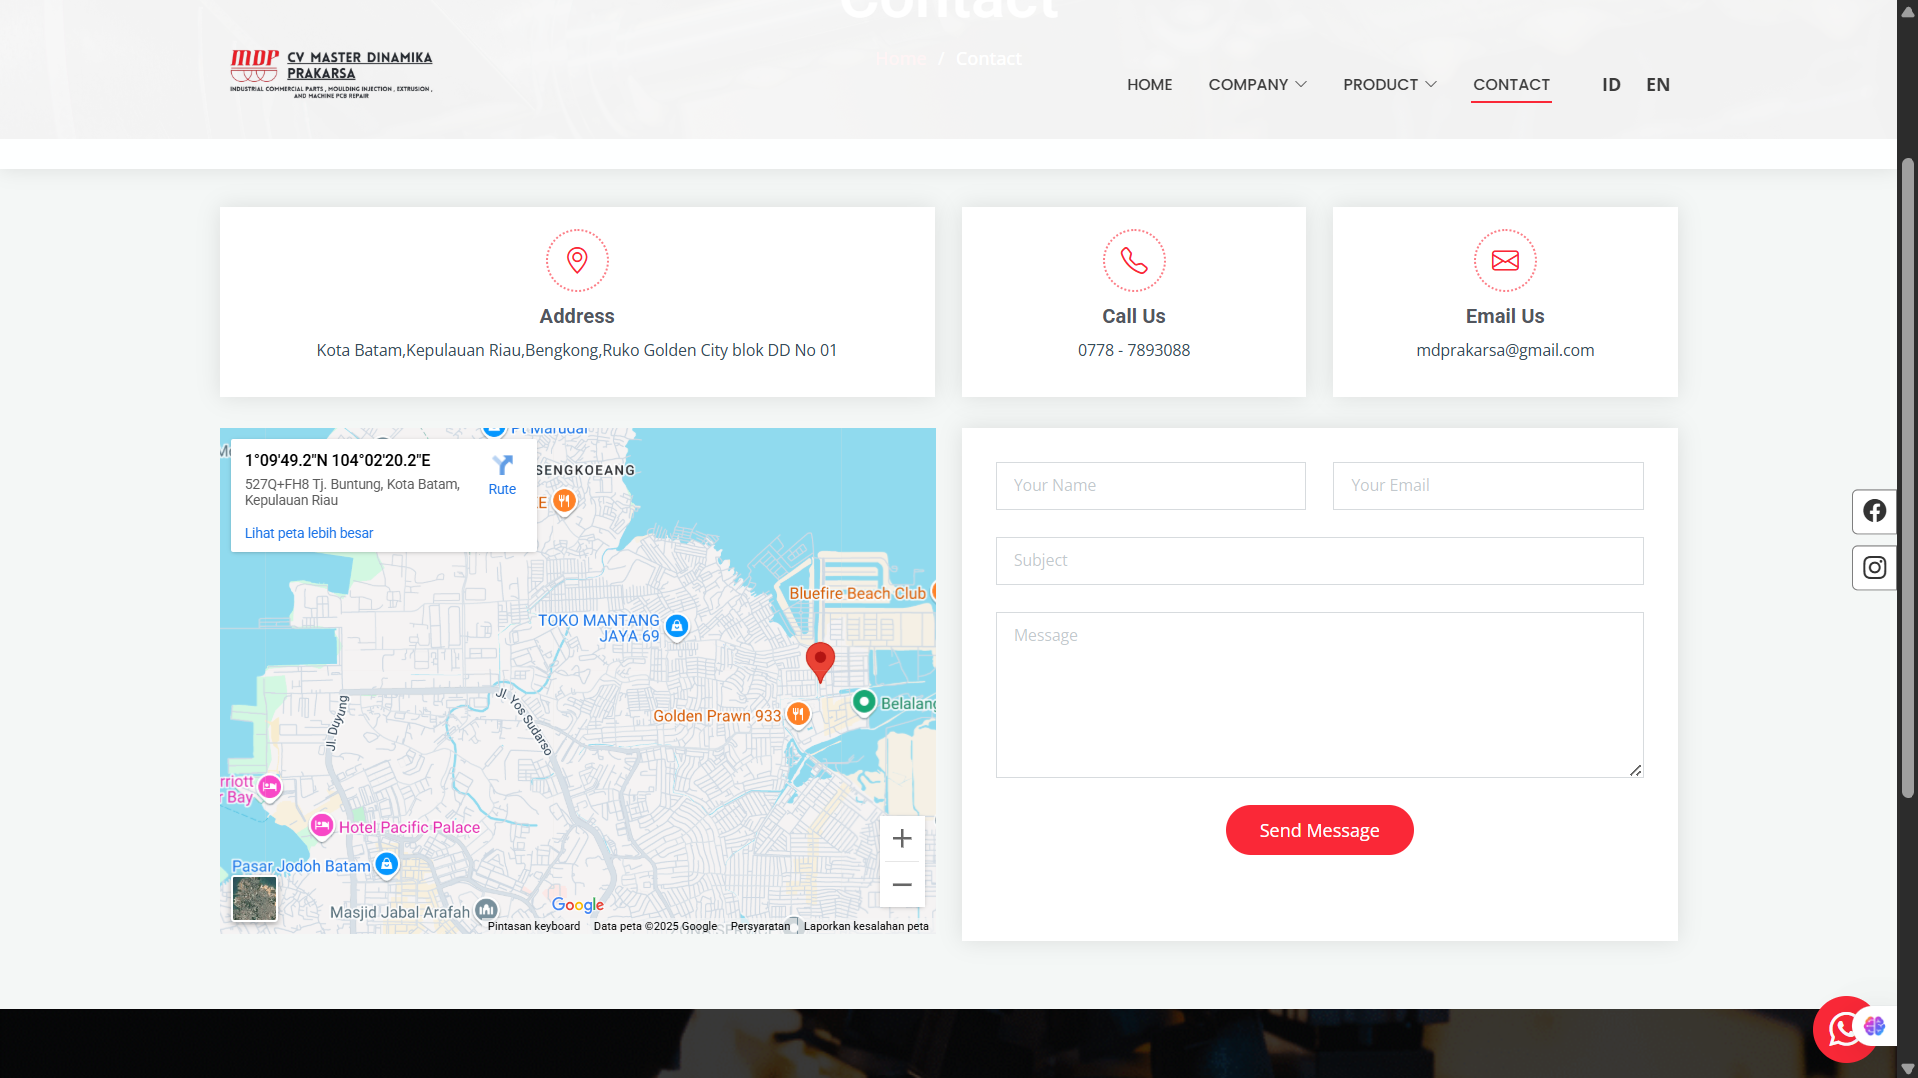 Contact
Home / Contact
MDP CV MASTER DINAMIKA
PRAKARSA
INDUSTRIAL COMMERCIAL PARTS , MOULDING INJECTION , EXTRUSION ,
AND MACHINE PCB REPAIR
HOME COMPANY PRODUCT CONTACT ID EN
Address
Kota Batam,Kepulauan Riau,Bengkong,Ruko Golden City blok DD No 01
Call Us
0778 - 7893088
Email Us
mdprakarsa@gmail.com
Pt Marudai
1°09'49.2"N 104°02'20.2"E
527Q+FH8 Tj. Buntung, Kota Batam,
Kepulauan Riau
Rute
Lihat peta lebih besar
SENGKOEANG
Bluefire Beach Club
TOKO MANTANG
JAYA 69
Golden Prawn 933
Belalang
Jl. Yos Sudarso
Jl. Duyung
rriott
r Bay
Hotel Pacific Palace
Pasar Jodoh Batam
Masjid Jabal Arafah
Google
Pintasan keyboard Data peta ©2025 Google Persyaratan Laporkan kesalahan peta
Your Name
Your Email
Subject
Message
Send Message